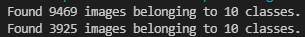 Found 9469 images belonging to 10 classes.
Found 3925 images belonging to 10 classes.